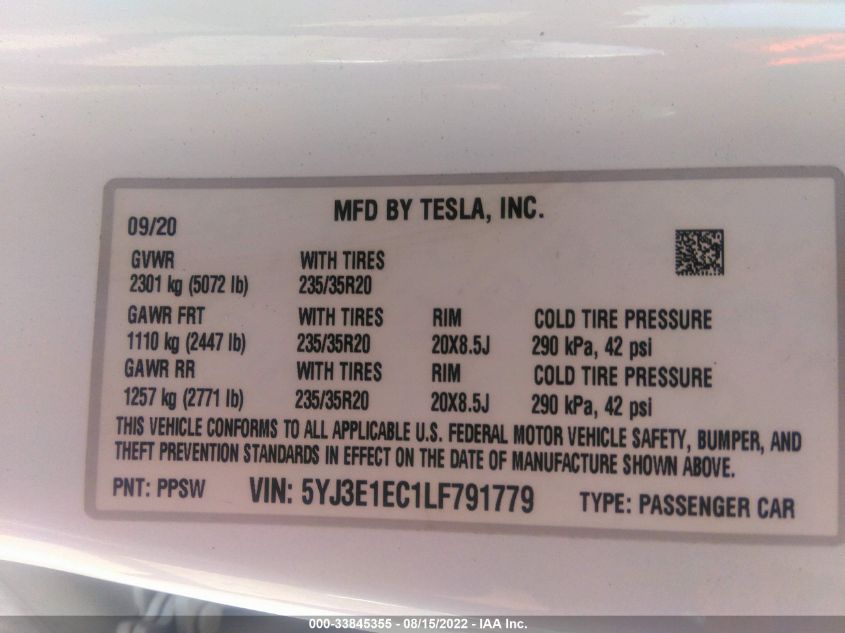 MFD BY TESLA, INC.
09/20
GVWR WITH TIRES
2301 kg (5072 lb) 235/35R20
GAWR FRT WITH TIRES RIM COLD TIRE PRESSURE
1110 kg (2447 lb) 235/35R20 20X8.5J 290 kPa, 42 psi
GAWR RR WITH TIRES RIM COLD TIRE PRESSURE
1257 kg (2771 lb) 235/35R20 20X8.5J 290 kPa, 42 psi
THIS VEHICLE CONFORMS TO ALL APPLICABLE U.S. FEDERAL MOTOR VEHICLE SAFETY, BUMPER, AND
THEFT PREVENTION STANDARDS IN EFFECT ON THE DATE OF MANUFACTURE SHOWN ABOVE.
PNT: PPSW VIN: 5YJ3E1EC1LF791779 TYPE: PASSENGER CAR
000-33845355 - 08/15/2022 - IAA Inc.